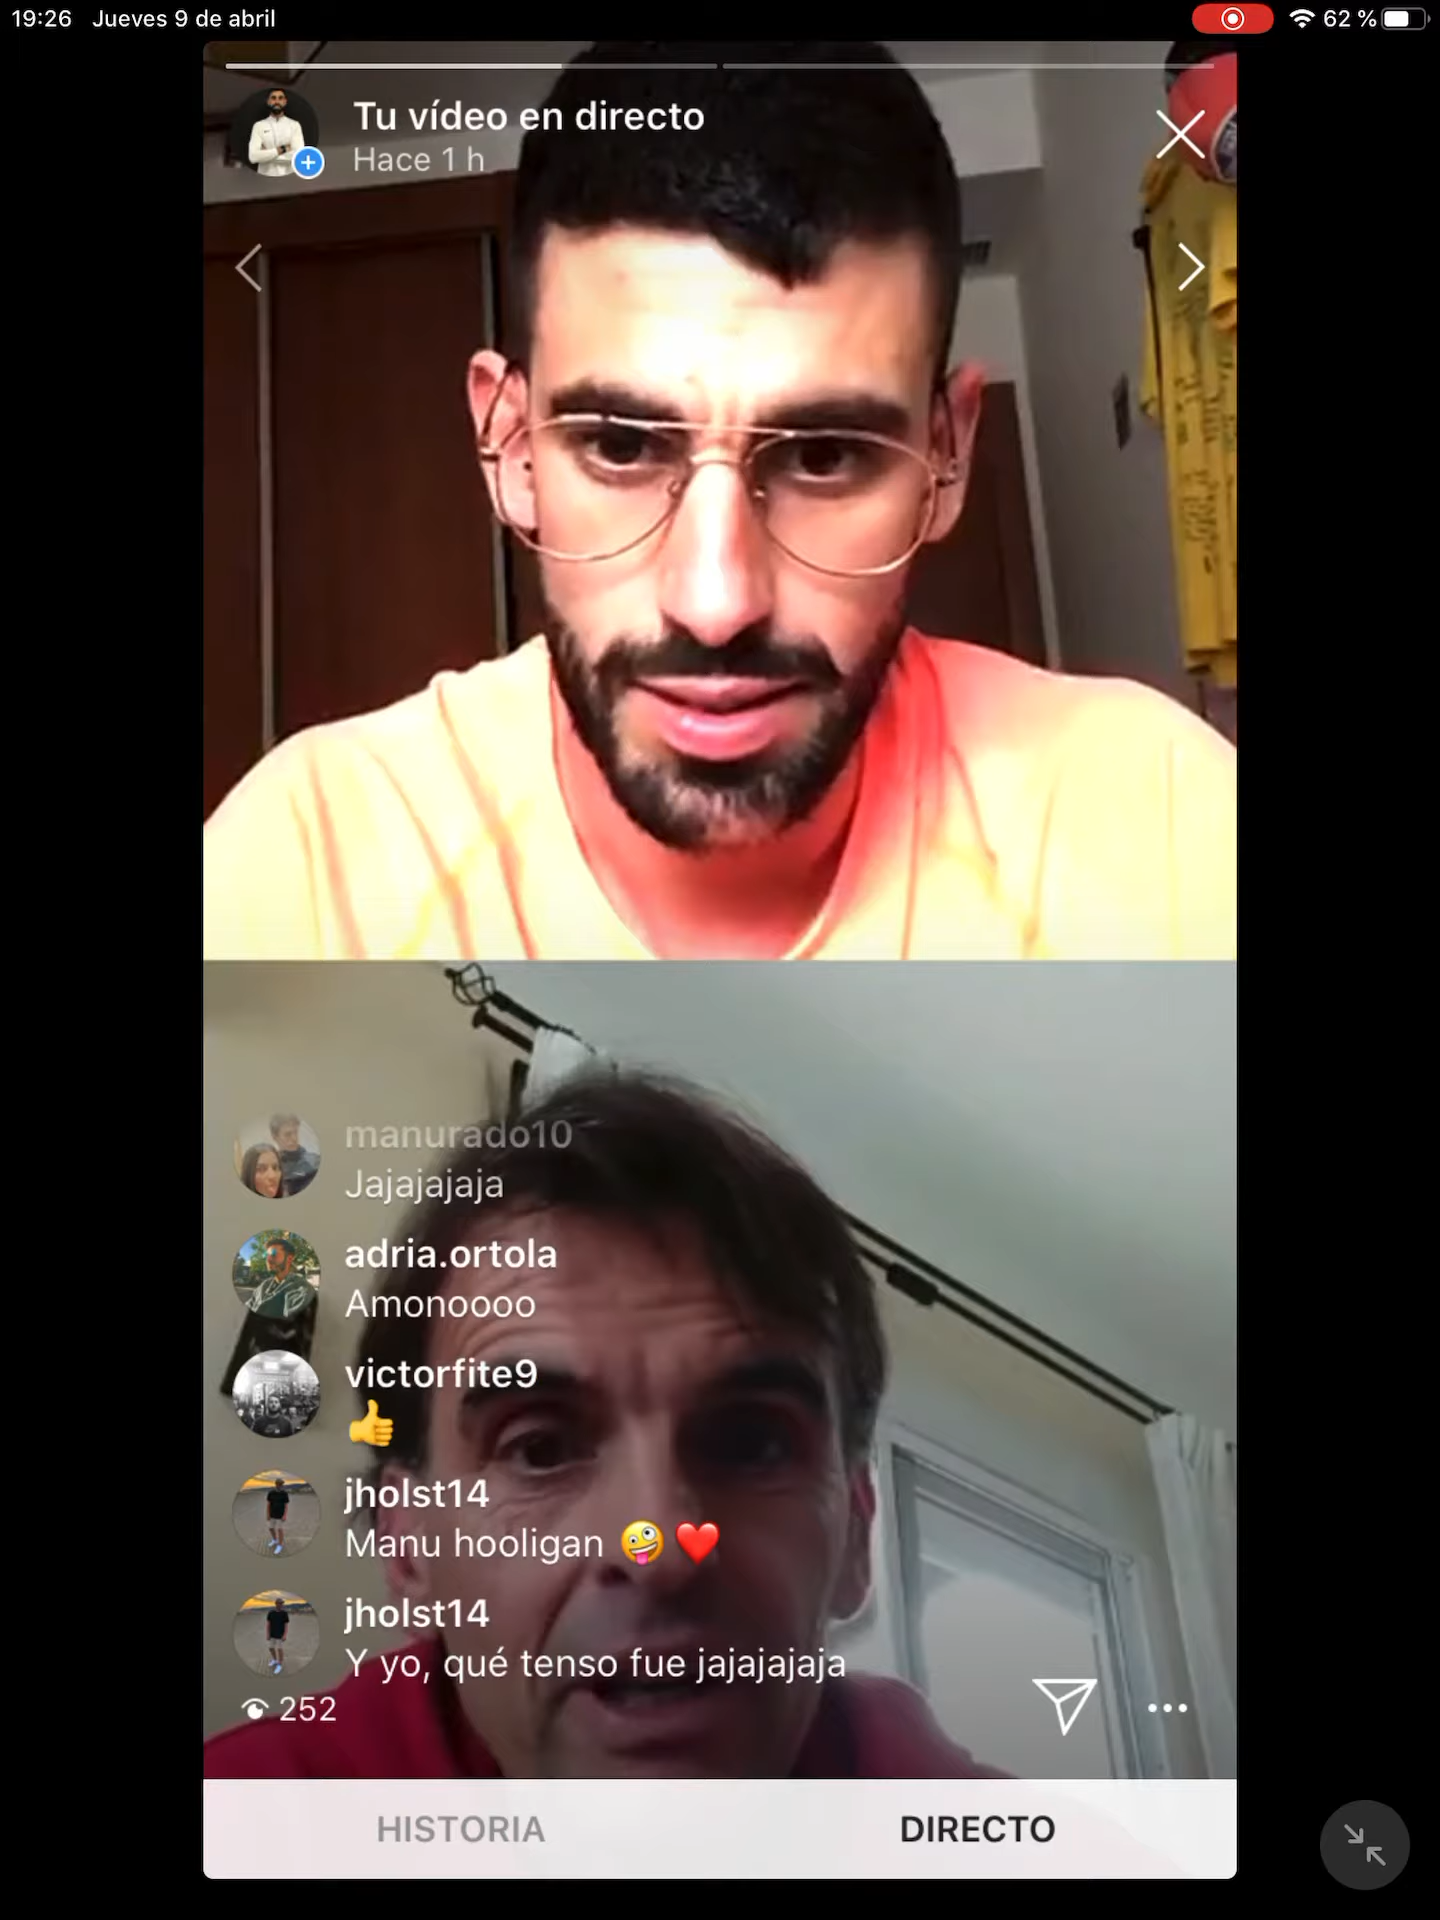 19:26 Jueves 9 de abril
62 %
Tu vídeo en directo
Hace 1 h
manurado10
Jajajajaja
adria.ortola
Amonoooo
victorfite9
👍
jholst14
Manu hooligan 🤪 ❤️
jholst14
Y yo, qué tenso fue jajajajaja
252
HISTORIA
DIRECTO